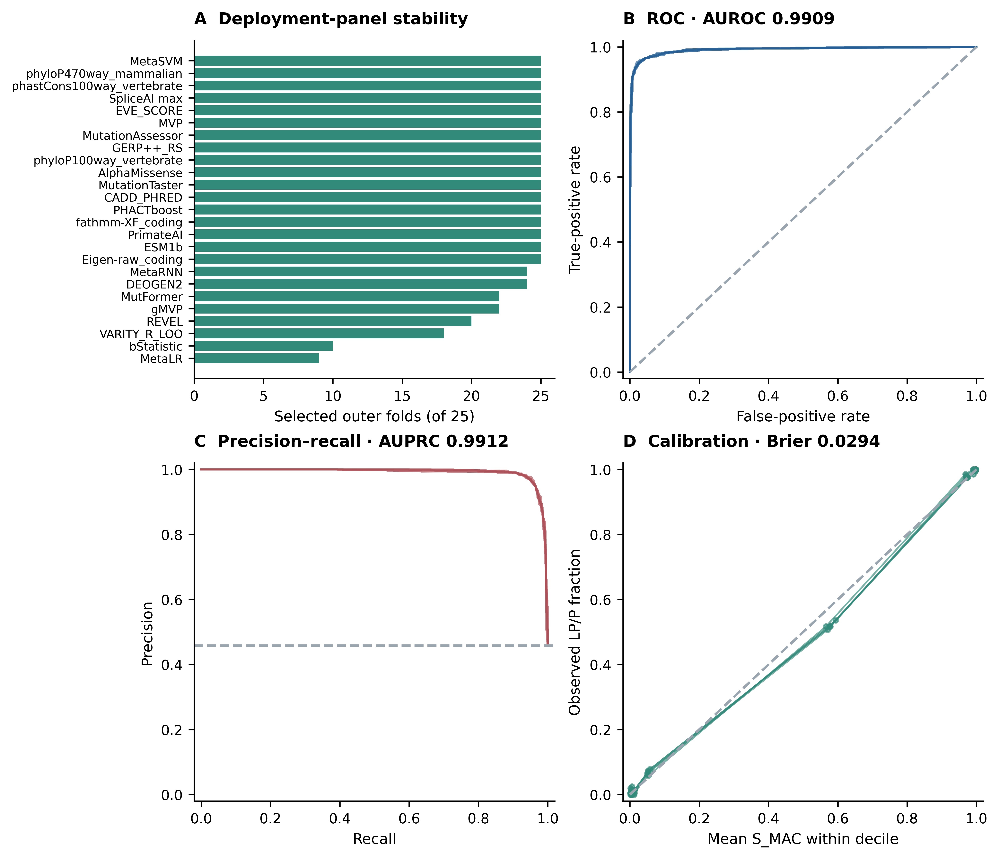 A  Deployment-panel stability
MetaSVM
phyloP470way_mammalian
phastCons100way_vertebrate
SpliceAI max
EVE_SCORE
MVP
MutationAssessor
GERP++_RS
phyloP100way_vertebrate
AlphaMissense
MutationTaster
CADD_PHRED
PHACTboost
fathmm-XF_coding
PrimateAI
ESM1b
Eigen-raw_coding
MetaRNN
DEOGEN2
MutFormer
gMVP
REVEL
VARITY_R_LOO
bStatistic
MetaLR
0 5 10 15 20 25
Selected outer folds (of 25)
B  ROC · AUROC 0.9909
True-positive rate
1.0
0.8
0.6
0.4
0.2
0.0
0.0 0.2 0.4 0.6 0.8 1.0
False-positive rate
C  Precision–recall · AUPRC 0.9912
Precision
1.0
0.8
0.6
0.4
0.2
0.0
0.0 0.2 0.4 0.6 0.8 1.0
Recall
D  Calibration · Brier 0.0294
Observed LP/P fraction
1.0
0.8
0.6
0.4
0.2
0.0
0.0 0.2 0.4 0.6 0.8 1.0
Mean S_MAC within decile